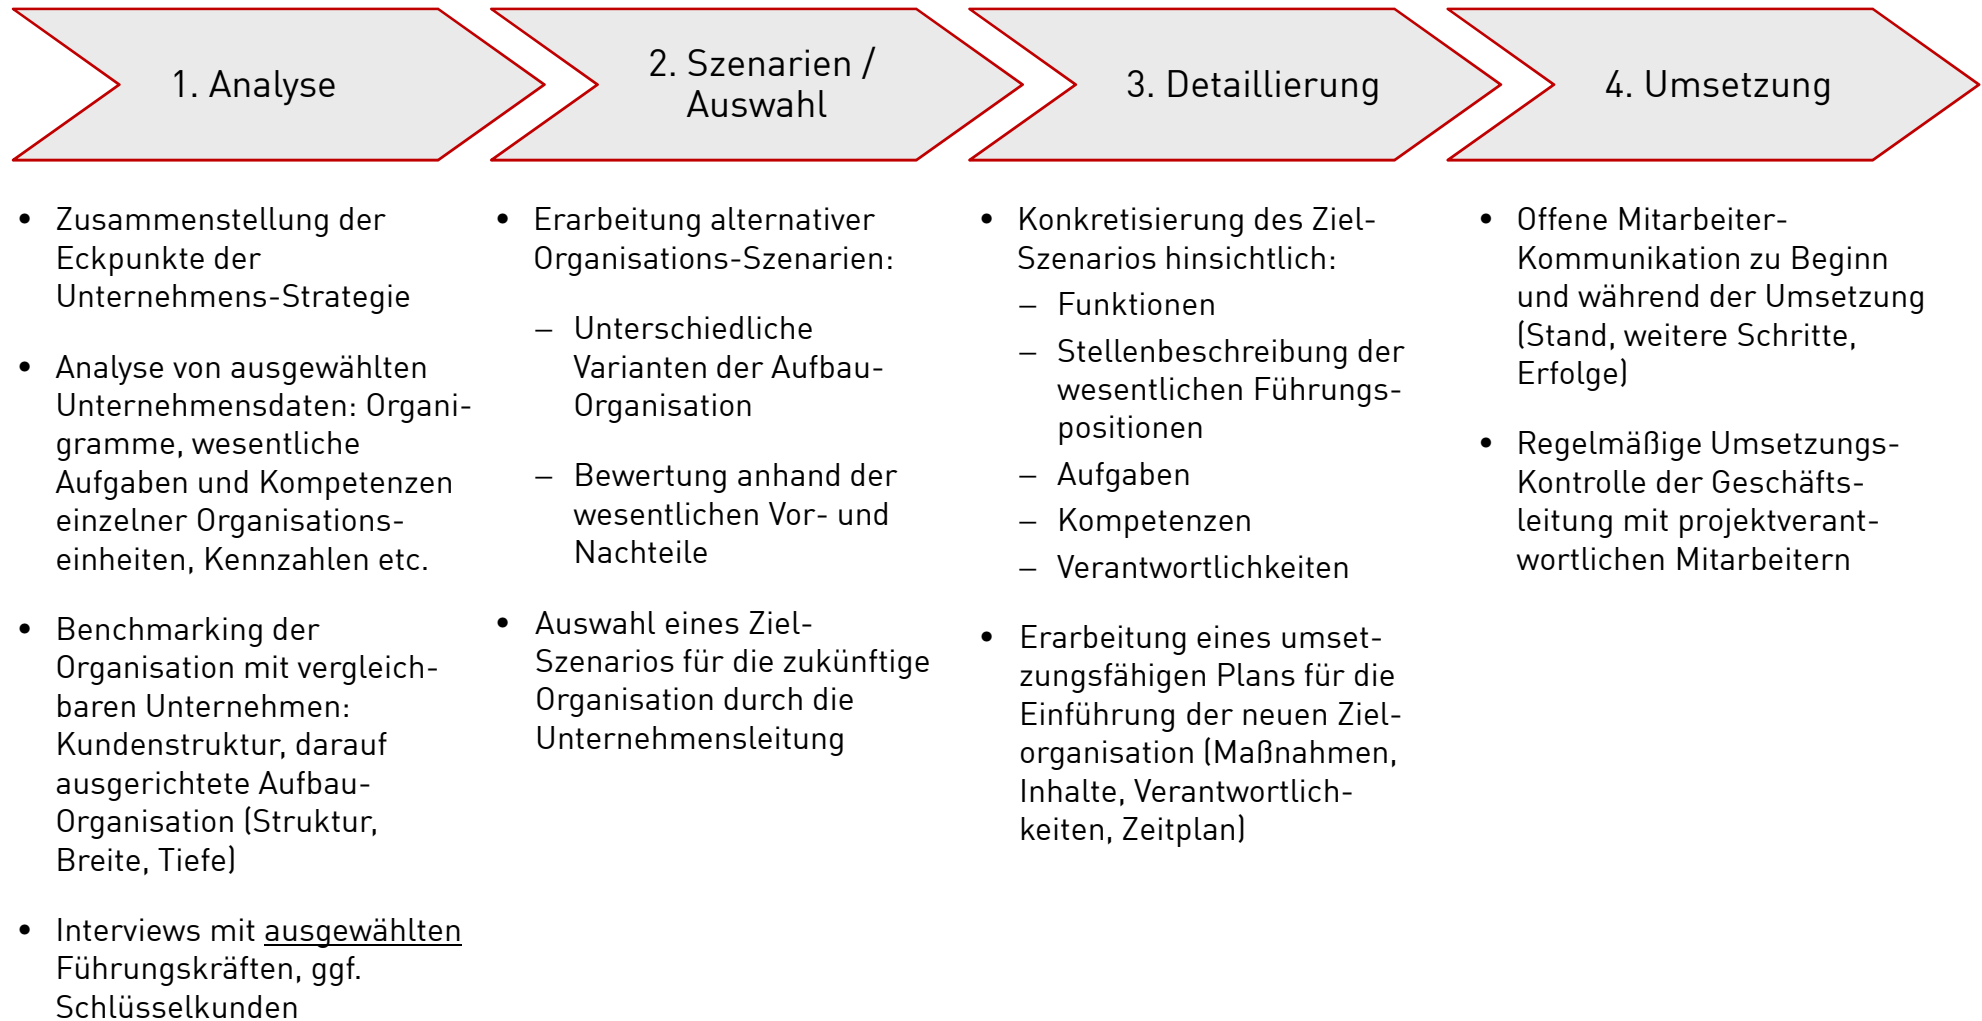 1. Analyse
2. Szenarien /
Auswahl
3. Detaillierung
4. Umsetzung
• Zusammenstellung der
Eckpunkte der
Unternehmens-Strategie
• Analyse von ausgewählten
Unternehmensdaten: Organi-
gramme, wesentliche
Aufgaben und Kompetenzen
einzelner Organisations-
einheiten, Kennzahlen etc.
• Benchmarking der
Organisation mit vergleich-
baren Unternehmen:
Kundenstruktur, darauf
ausgerichtete Aufbau-
Organisation (Struktur,
Breite, Tiefe)
• Interviews mit ausgewählten
Führungskräften, ggf.
Schlüsselkunden
• Erarbeitung alternativer
Organisations-Szenarien:
– Unterschiedliche
Varianten der Aufbau-
Organisation
– Bewertung anhand der
wesentlichen Vor- und
Nachteile
• Auswahl eines Ziel-
Szenarios für die zukünftige
Organisation durch die
Unternehmensleitung
• Konkretisierung des Ziel-
Szenarios hinsichtlich:
– Funktionen
– Stellenbeschreibung der
wesentlichen Führungs-
positionen
– Aufgaben
– Kompetenzen
– Verantwortlichkeiten
• Erarbeitung eines umset-
zungsfähigen Plans für die
Einführung der neuen Ziel-
organisation (Maßnahmen,
Inhalte, Verantwortlich-
keiten, Zeitplan)
• Offene Mitarbeiter-
Kommunikation zu Beginn
und während der Umsetzung
(Stand, weitere Schritte,
Erfolge)
• Regelmäßige Umsetzungs-
Kontrolle der Geschäfts-
leitung mit projektverant-
wortlichen Mitarbeitern